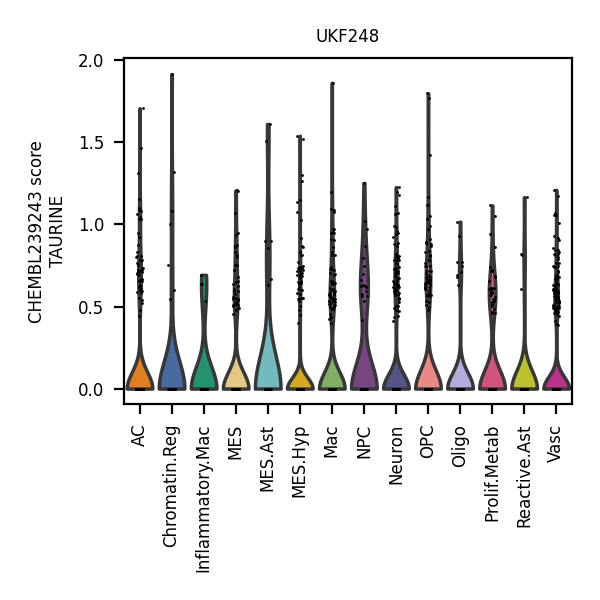 UKF248
CHEMBL239243 score
TAURINE
2.0
1.5
1.0
0.5
0.0
AC
Chromatin.Reg
Inflammatory.Mac
MES
MES.Ast
MES.Hyp
Mac
NPC
Neuron
OPC
Oligo
Prolif.Metab
Reactive.Ast
Vasc